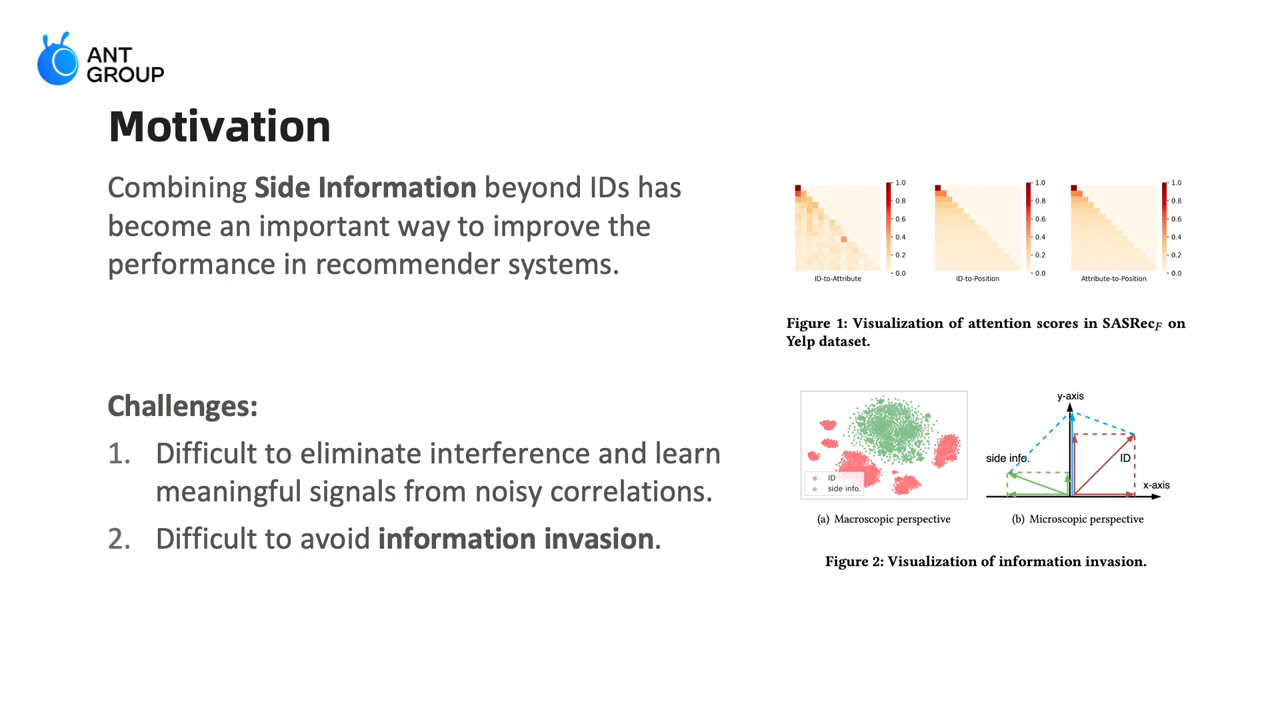 ANT
GROUP
Motivation
Combining Side Information beyond IDs has
become an important way to improve the
performance in recommender systems.
Challenges:
1. Difficult to eliminate interference and learn
meaningful signals from noisy correlations.
2. Difficult to avoid information invasion.
1.0
0.8
0.6
0.4
0.2
0.0
ID-to-Attribute
1.0
0.8
0.6
0.4
0.2
0.0
ID-to-Position
1.0
0.8
0.6
0.4
0.2
0.0
Attribute-to-Position
Figure 1: Visualization of attention scores in SASRecF on
Yelp dataset.
ID
side info.
(a) Macroscopic perspective
y-axis
side info.
ID
x-axis
(b) Microscopic perspective
Figure 2: Visualization of information invasion.